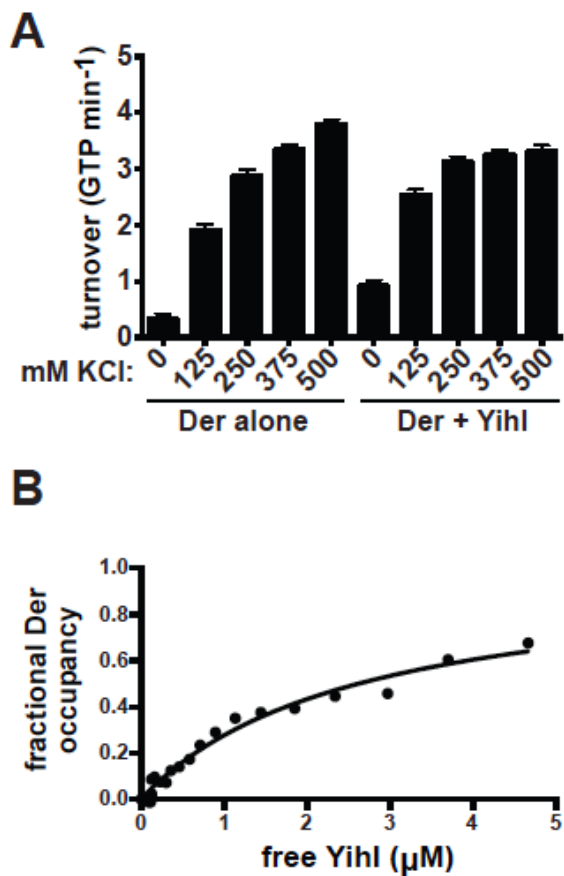 A
turnover (GTP min-1)
5
4
3
2
1
0
mM KCl: 0 125 250 375 500 0 125 250 375 500
Der alone Der + YihI
B
fractional Der
occupancy
1.0
0.8
0.6
0.4
0.2
0.0
0 1 2 3 4 5
free YihI (μM)